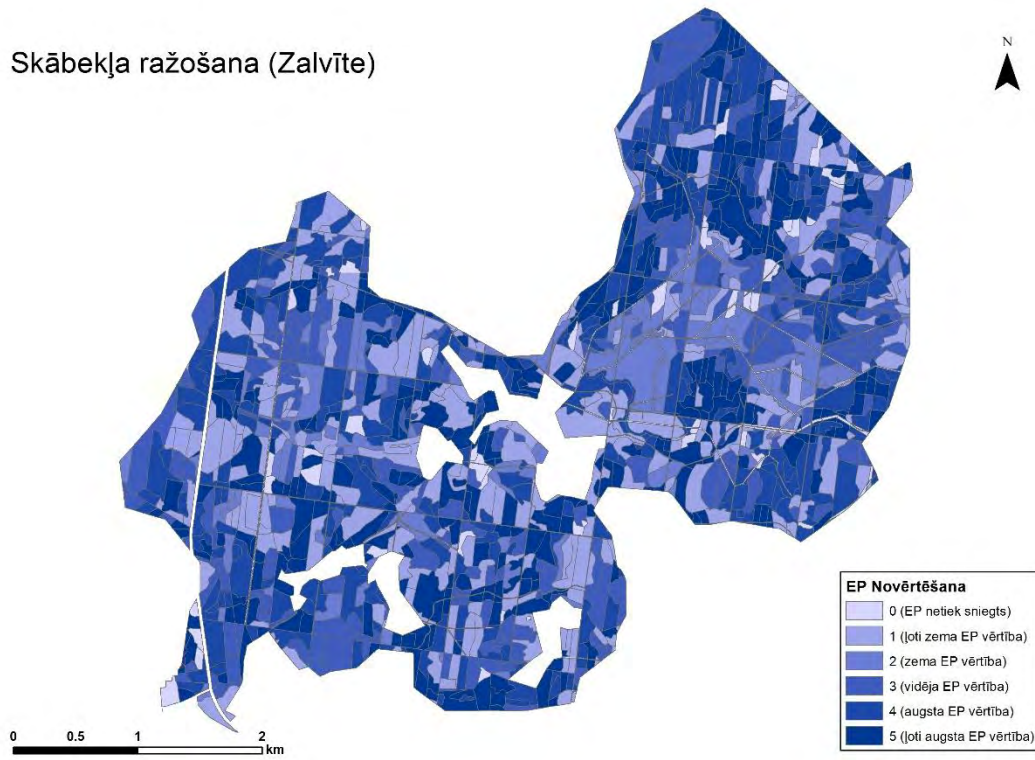 Skābekļa ražošana (Zalvīte)
N
EP Novērtēšana
0 (EP netiek sniegts)
1 (ļoti zema EP vērtība)
2 (zema EP vērtība)
3 (vidēja EP vērtība)
4 (augsta EP vērtība)
5 (ļoti augsta EP vērtība)
0 0.5 1 2
km